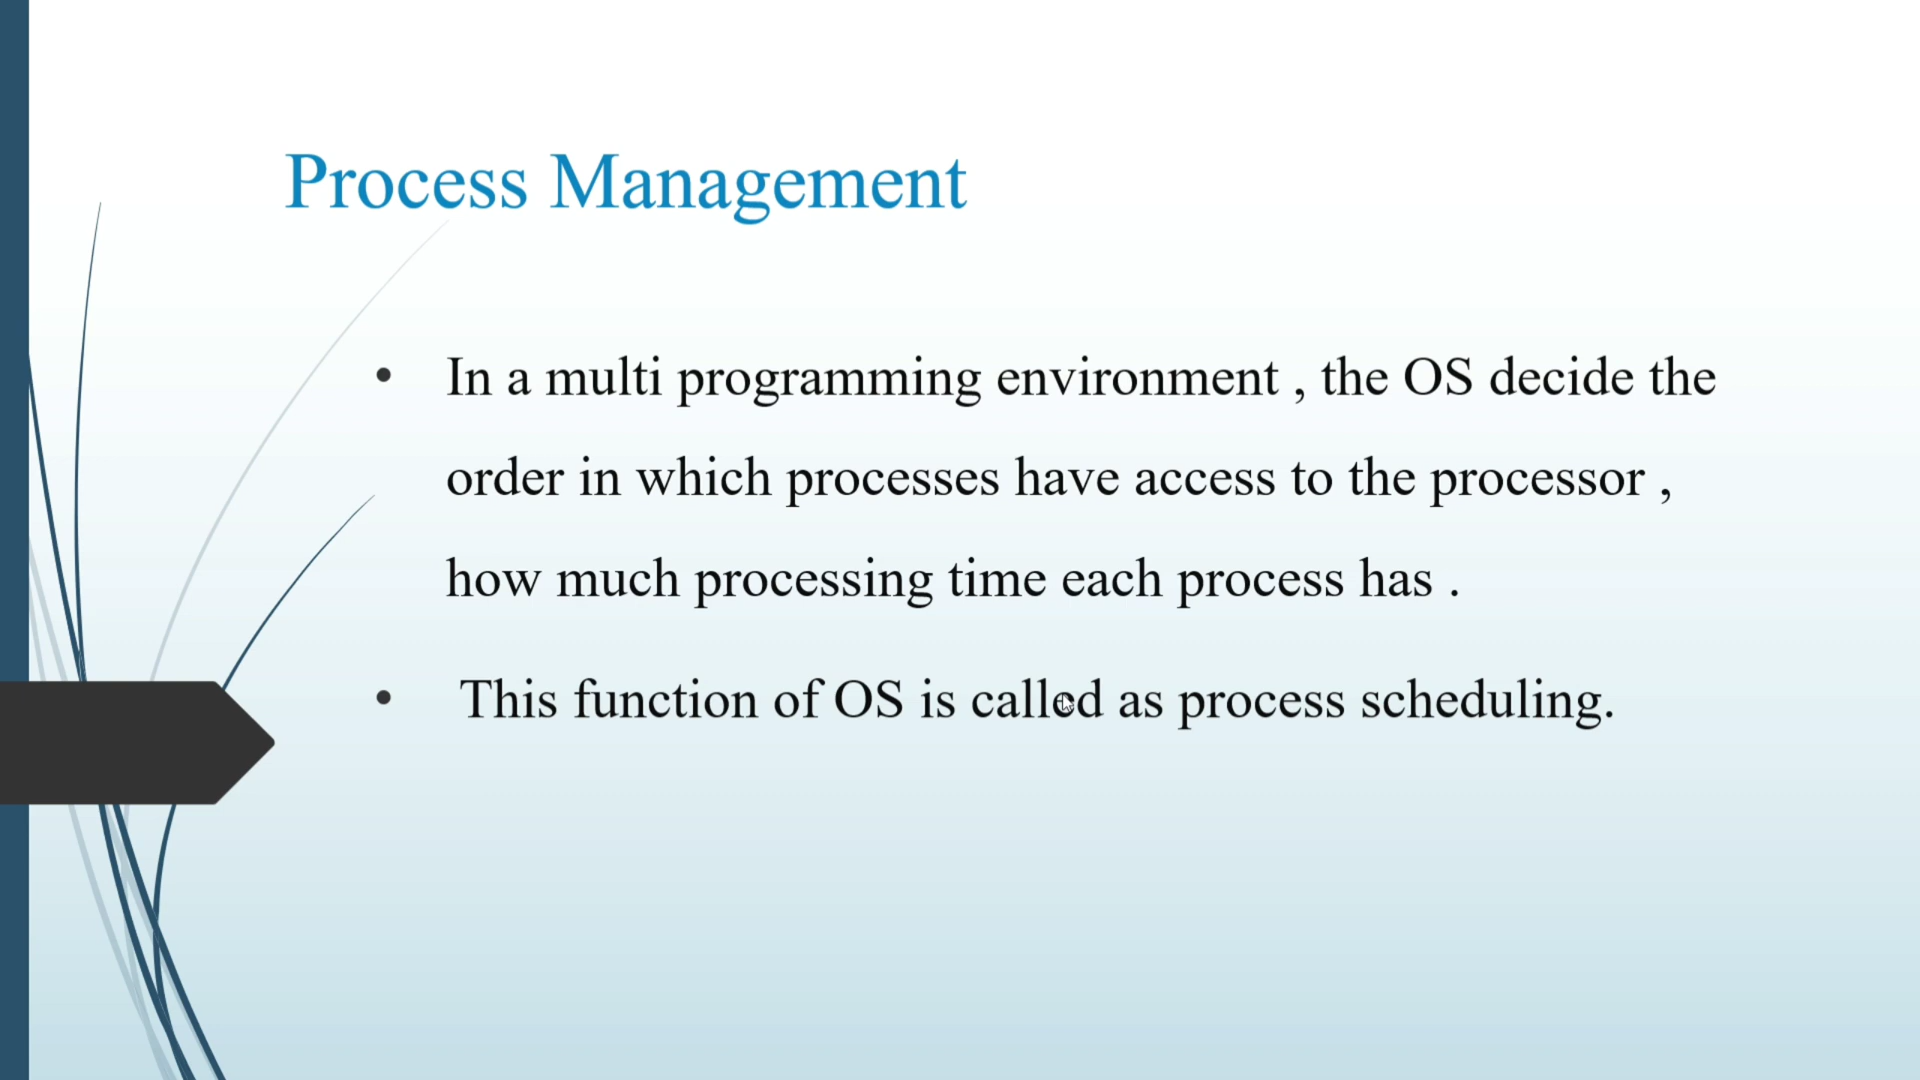 Process Management
• In a multi programming environment , the OS decide the
order in which processes have access to the processor ,
how much processing time each process has .
• This function of OS is called as process scheduling.